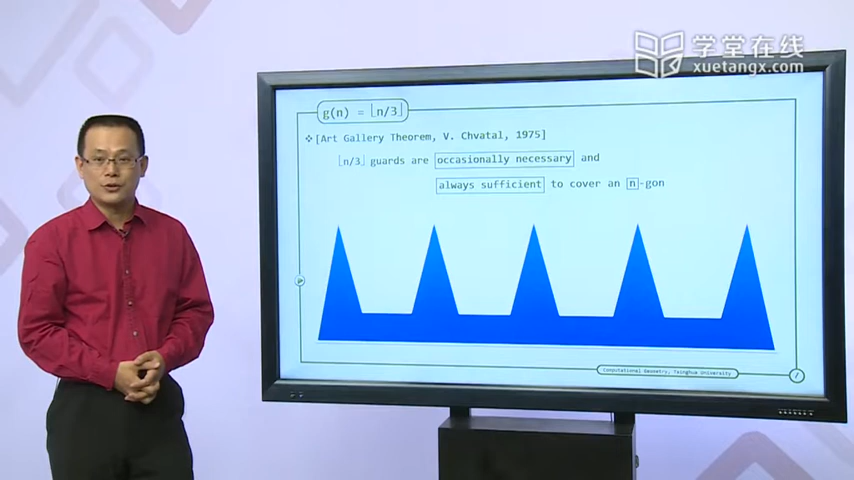 学堂在线
xuetangx.com
g(n) = ⌊n/3⌋
❖[Art Gallery Theorem, V. Chvatal, 1975]
⌊n/3⌋ guards are occasionally necessary and
always sufficient to cover an n-gon
Computational Geometry, Tsinghua University
7